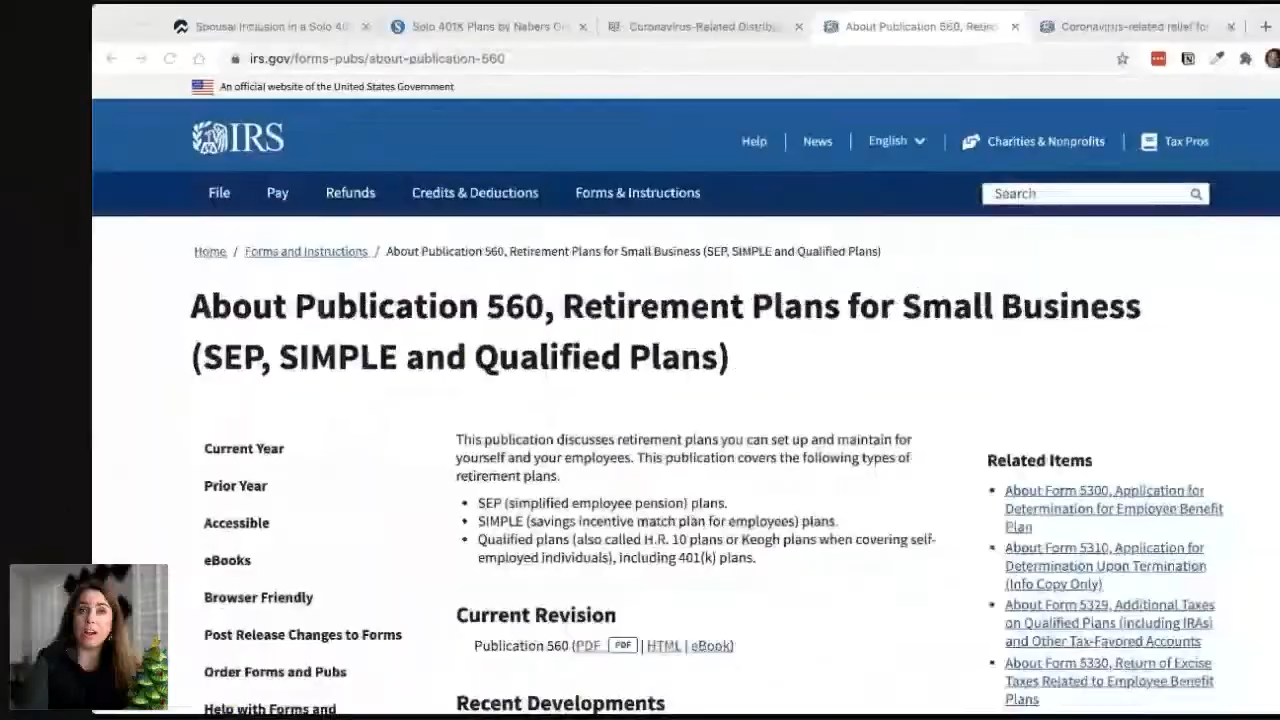 Spousal Inclusion in a Solo 40
Solo 401K Plans by Nabers Gr
Coronavirus-Related Distribu
About Publication 560, Retire
Coronavirus-related relief for
irs.gov/forms-pubs/about-publication-560
An official website of the United States Government
IRS
Help
News
English
Charities & Nonprofits
Tax Pros
File
Pay
Refunds
Credits & Deductions
Forms & Instructions
Search
Home / Forms and Instructions / About Publication 560, Retirement Plans for Small Business (SEP, SIMPLE and Qualified Plans)
About Publication 560, Retirement Plans for Small Business
(SEP, SIMPLE and Qualified Plans)
Current Year
Prior Year
Accessible
eBooks
Browser Friendly
Post Release Changes to Forms
Order Forms and Pubs
Help with Forms and
This publication discusses retirement plans you can set up and maintain for
yourself and your employees. This publication covers the following types of
retirement plans.
• SEP (simplified employee pension) plans.
• SIMPLE (savings incentive match plan for employees) plans.
• Qualified plans (also called H.R. 10 plans or Keogh plans when covering self-
employed individuals), including 401(k) plans.
Current Revision
Publication 560 (PDF PDF | HTML | eBook)
Recent Developments
Related Items
• About Form 5300, Application for
Determination for Employee Benefit
Plan
• About Form 5310, Application for
Determination Upon Termination
(Info Copy Only)
• About Form 5329, Additional Taxes
on Qualified Plans (including IRAs)
and Other Tax-Favored Accounts
• About Form 5330, Return of Excise
Taxes Related to Employee Benefit
Plans